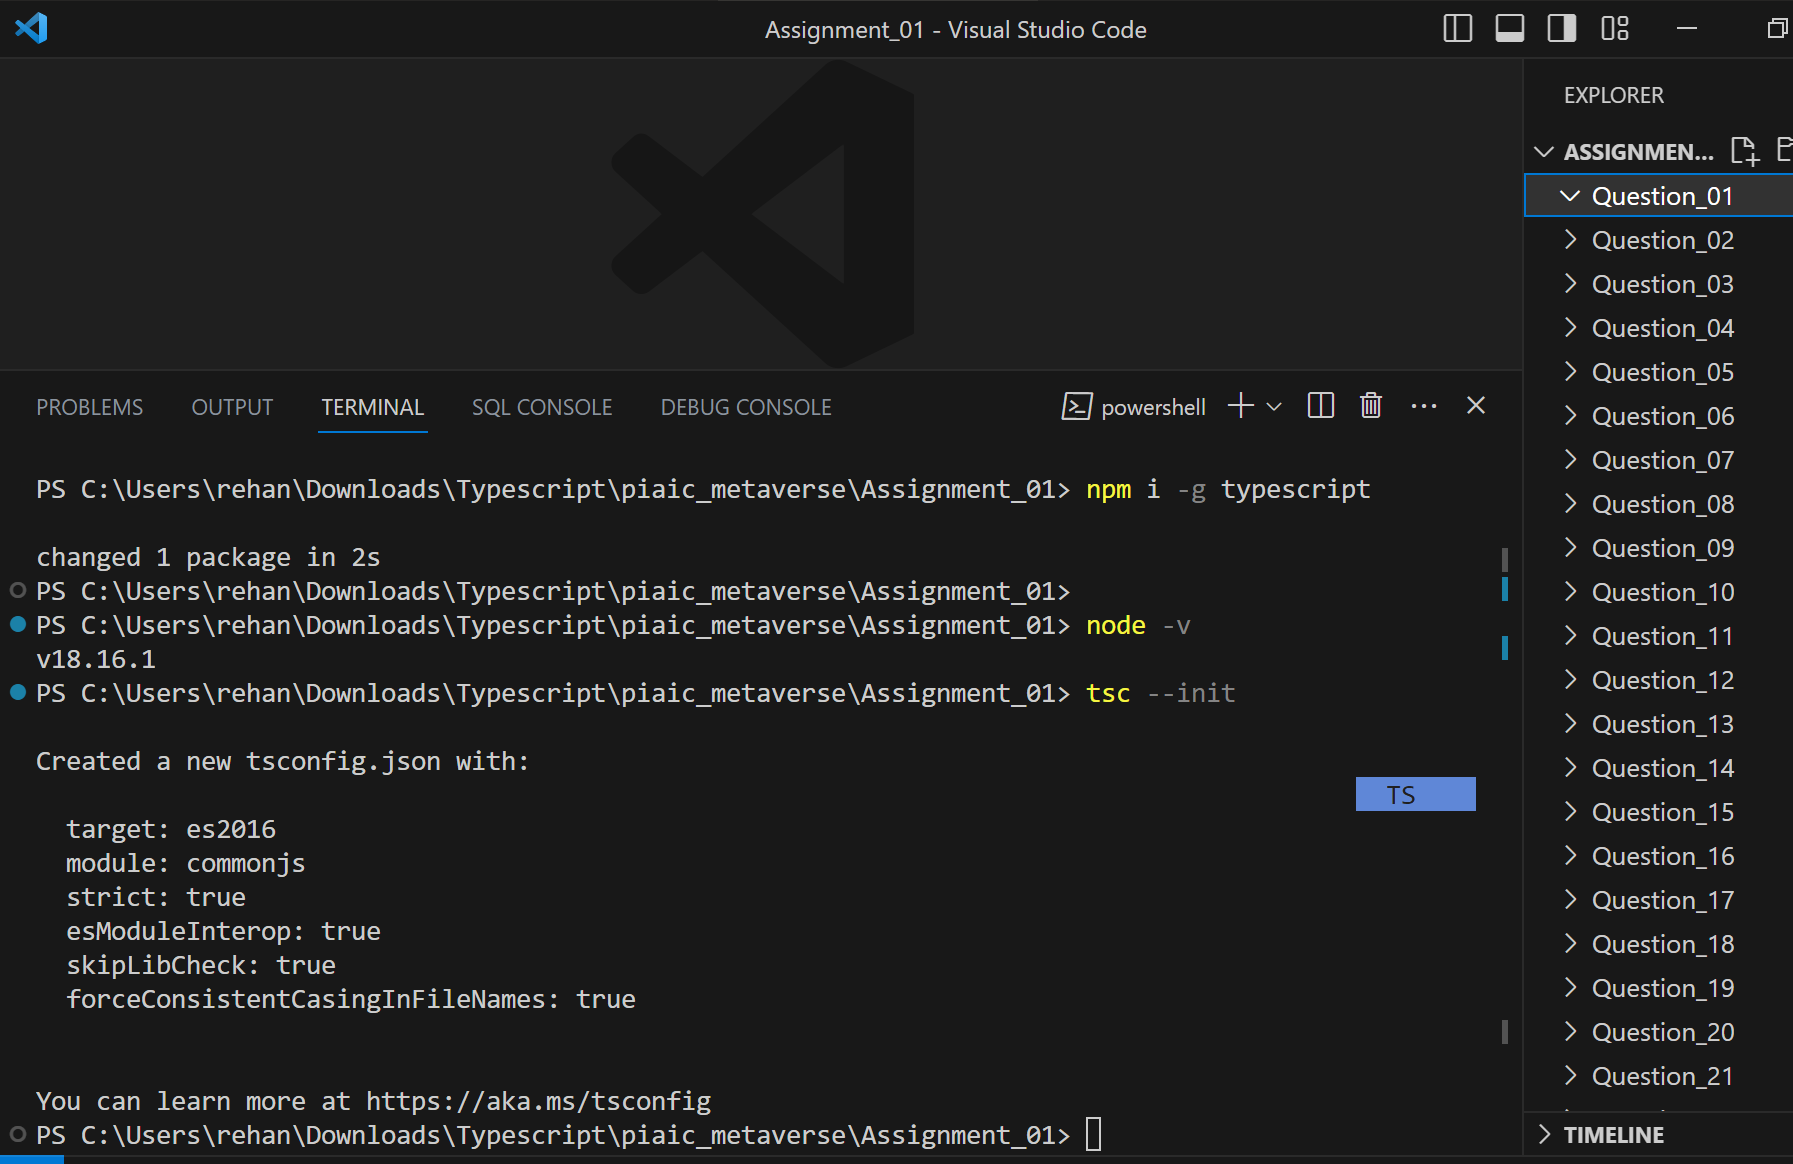 Assignment_01 - Visual Studio Code
PROBLEMS OUTPUT TERMINAL SQL CONSOLE DEBUG CONSOLE powershell
PS C:\Users\rehan\Downloads\Typescript\piaic_metaverse\Assignment_01> npm i -g typescript
changed 1 package in 2s
PS C:\Users\rehan\Downloads\Typescript\piaic_metaverse\Assignment_01>
PS C:\Users\rehan\Downloads\Typescript\piaic_metaverse\Assignment_01> node -v
v18.16.1
PS C:\Users\rehan\Downloads\Typescript\piaic_metaverse\Assignment_01> tsc --init
Created a new tsconfig.json with:
TS
target: es2016
module: commonjs
strict: true
esModuleInterop: true
skipLibCheck: true
forceConsistentCasingInFileNames: true
You can learn more at https://aka.ms/tsconfig
PS C:\Users\rehan\Downloads\Typescript\piaic_metaverse\Assignment_01>
EXPLORER
ASSIGNMEN...
Question_01
Question_02
Question_03
Question_04
Question_05
Question_06
Question_07
Question_08
Question_09
Question_10
Question_11
Question_12
Question_13
Question_14
Question_15
Question_16
Question_17
Question_18
Question_19
Question_20
Question_21
TIMELINE